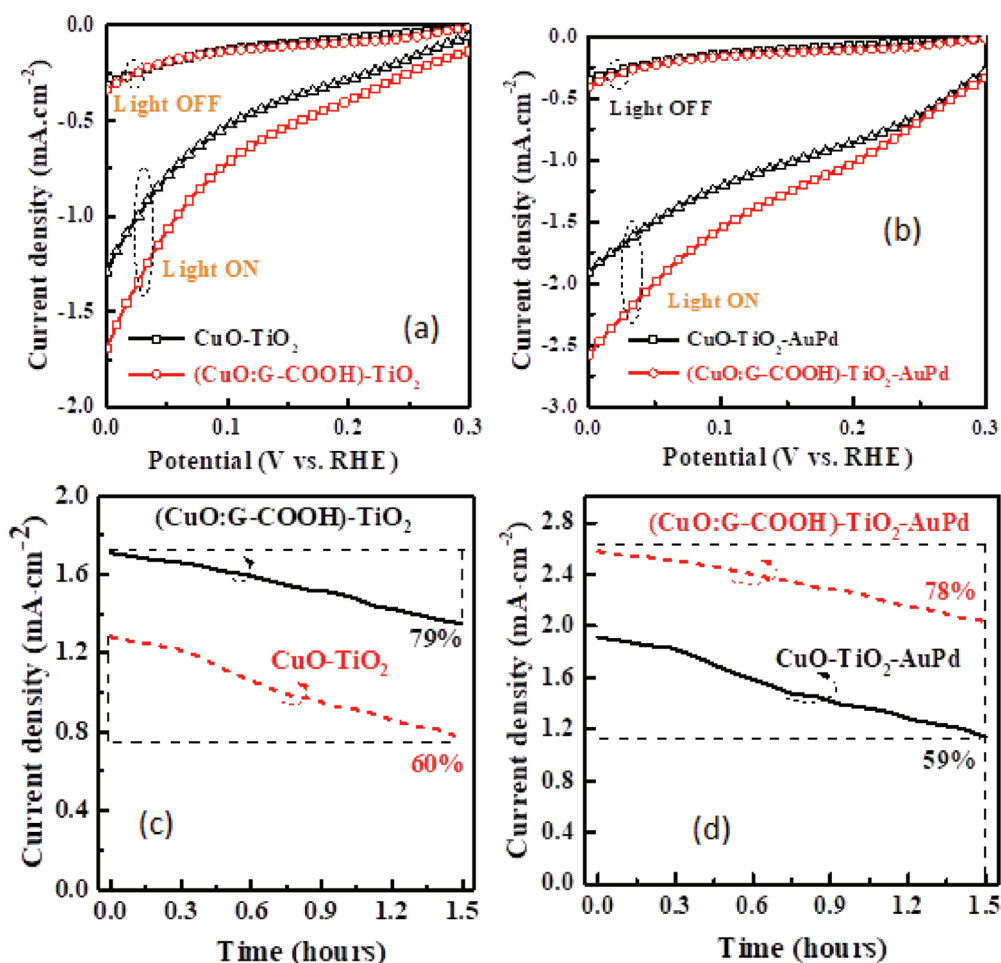 0.0
-0.5
-1.0
-1.5
-2.0
Current density (mA.cm⁻²)
(a)
Light OFF
Light ON
CuO-TiO₂
(CuO:G-COOH)-TiO₂
0.0 0.1 0.2 0.3
Potential (V vs. RHE)
0.0
-0.5
-1.0
-1.5
-2.0
-2.5
-3.0
Current density (mA.cm⁻²)
Light OFF
(b)
Light ON
CuO-TiO₂-AuPd
(CuO:G-COOH)-TiO₂-AuPd
0.0 0.1 0.2 0.3
Potential (V vs. RHE)
2.0
1.6
1.2
0.8
0.4
0.0
Current density (mA·cm⁻²)
(CuO:G-COOH)-TiO₂
79%
CuO-TiO₂
60%
(c)
0.0 0.3 0.6 0.9 1.2 1.5
Time (hours)
2.8
2.4
2.0
1.6
1.2
0.8
0.4
0.0
Current density (mA·cm⁻²)
(CuO:G-COOH)-TiO₂-AuPd
78%
CuO-TiO₂-AuPd
59%
(d)
0.0 0.3 0.6 0.9 1.2 1.5
Time (hours)